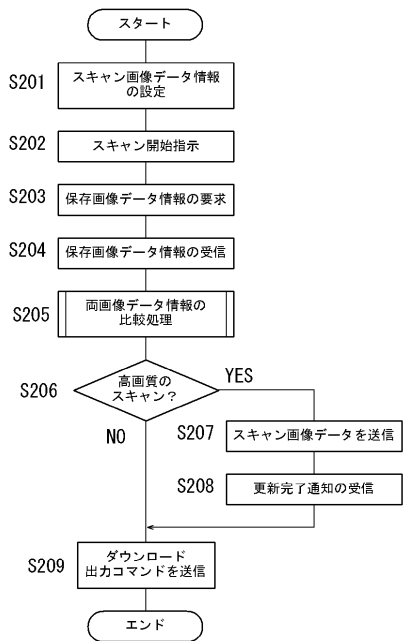 スタート
S201
スキャン画像データ情報
の設定
S202
スキャン開始指示
S203
保存画像データ情報の要求
S204
保存画像データ情報の受信
S205
両画像データ情報の
比較処理
S206
高画質の
スキャン？
YES
NO
S207
スキャン画像データを送信
S208
更新完了通知の受信
S209
ダウンロード
出力コマンドを送信
エンド